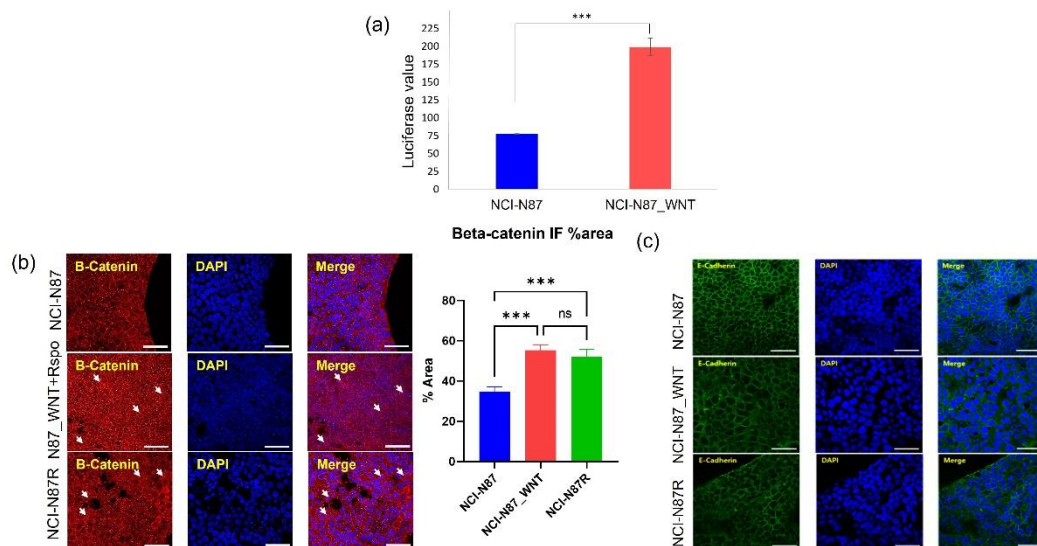 (a)
***
Luciferase value
200
175
150
125
100
75
50
25
0
NCI-N87
NCI-N87_WNT
Beta-catenin IF %area
(b)
NCI-N87
B-Catenin
DAPI
Merge
N87_WNT+Rspo
B-Catenin
DAPI
Merge
NCI-N87R
B-Catenin
DAPI
Merge
***
***
ns
% Area
80
60
40
20
0
NCI-N87
NCI-N87_WNT
NCI-N87R
(c)
E-Cadherin
DAPI
Merge
NCI-N87
E-Cadherin
DAPI
Merge
NCI-N87_WNT
E-Cadherin
DAPI
Merge
NCI-N87R